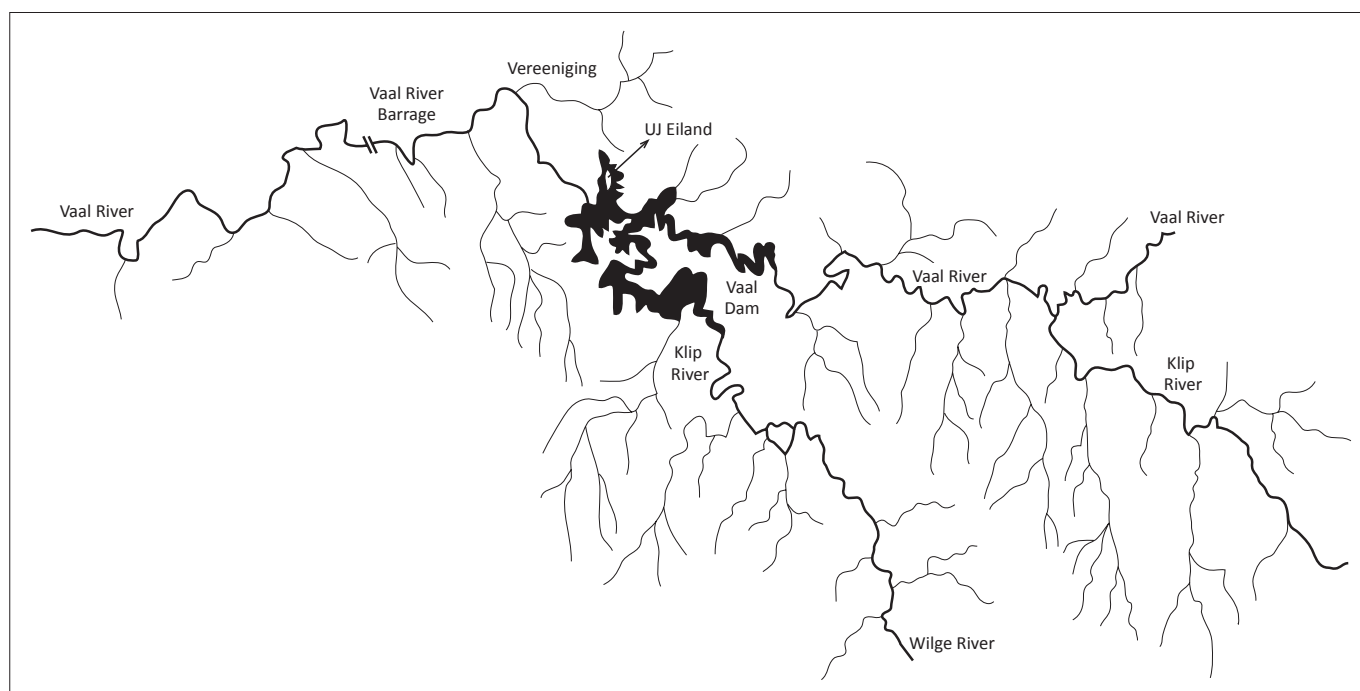 Vereeniging
Vaal River
Barrage
UJ Eiland
Vaal River
Vaal River
Vaal River
Vaal
Dam
Klip
River
Klip
River
Wilge River